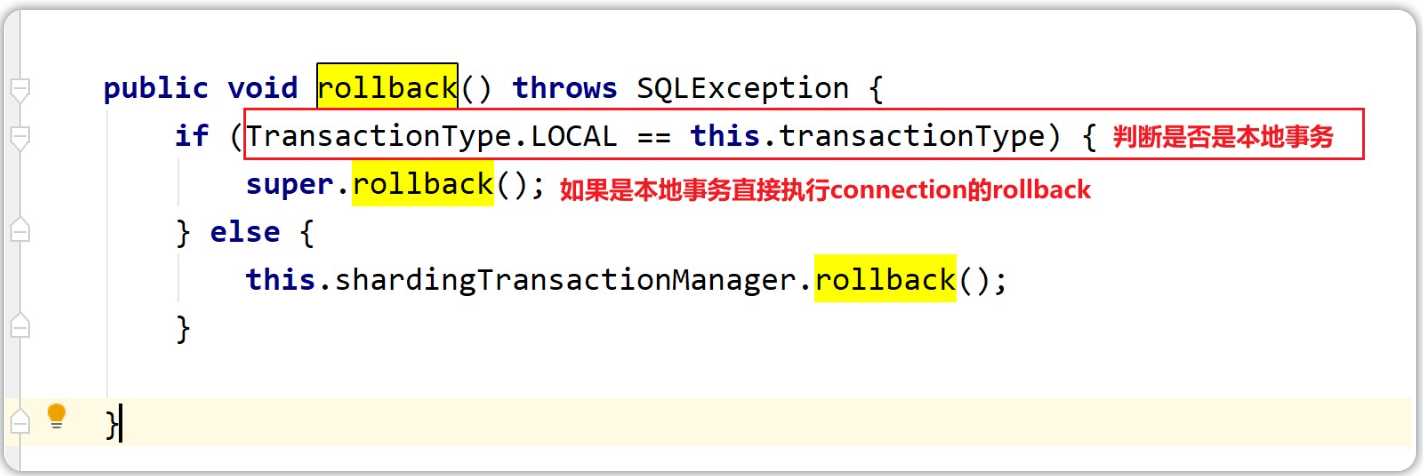 public void rollback() throws SQLException {
if (TransactionType.LOCAL == this.transactionType) { 判断是否是本地事务
super.rollback(); 如果是本地事务直接执行connection的rollback
} else {
this.shardingTransactionManager.rollback();
}
}